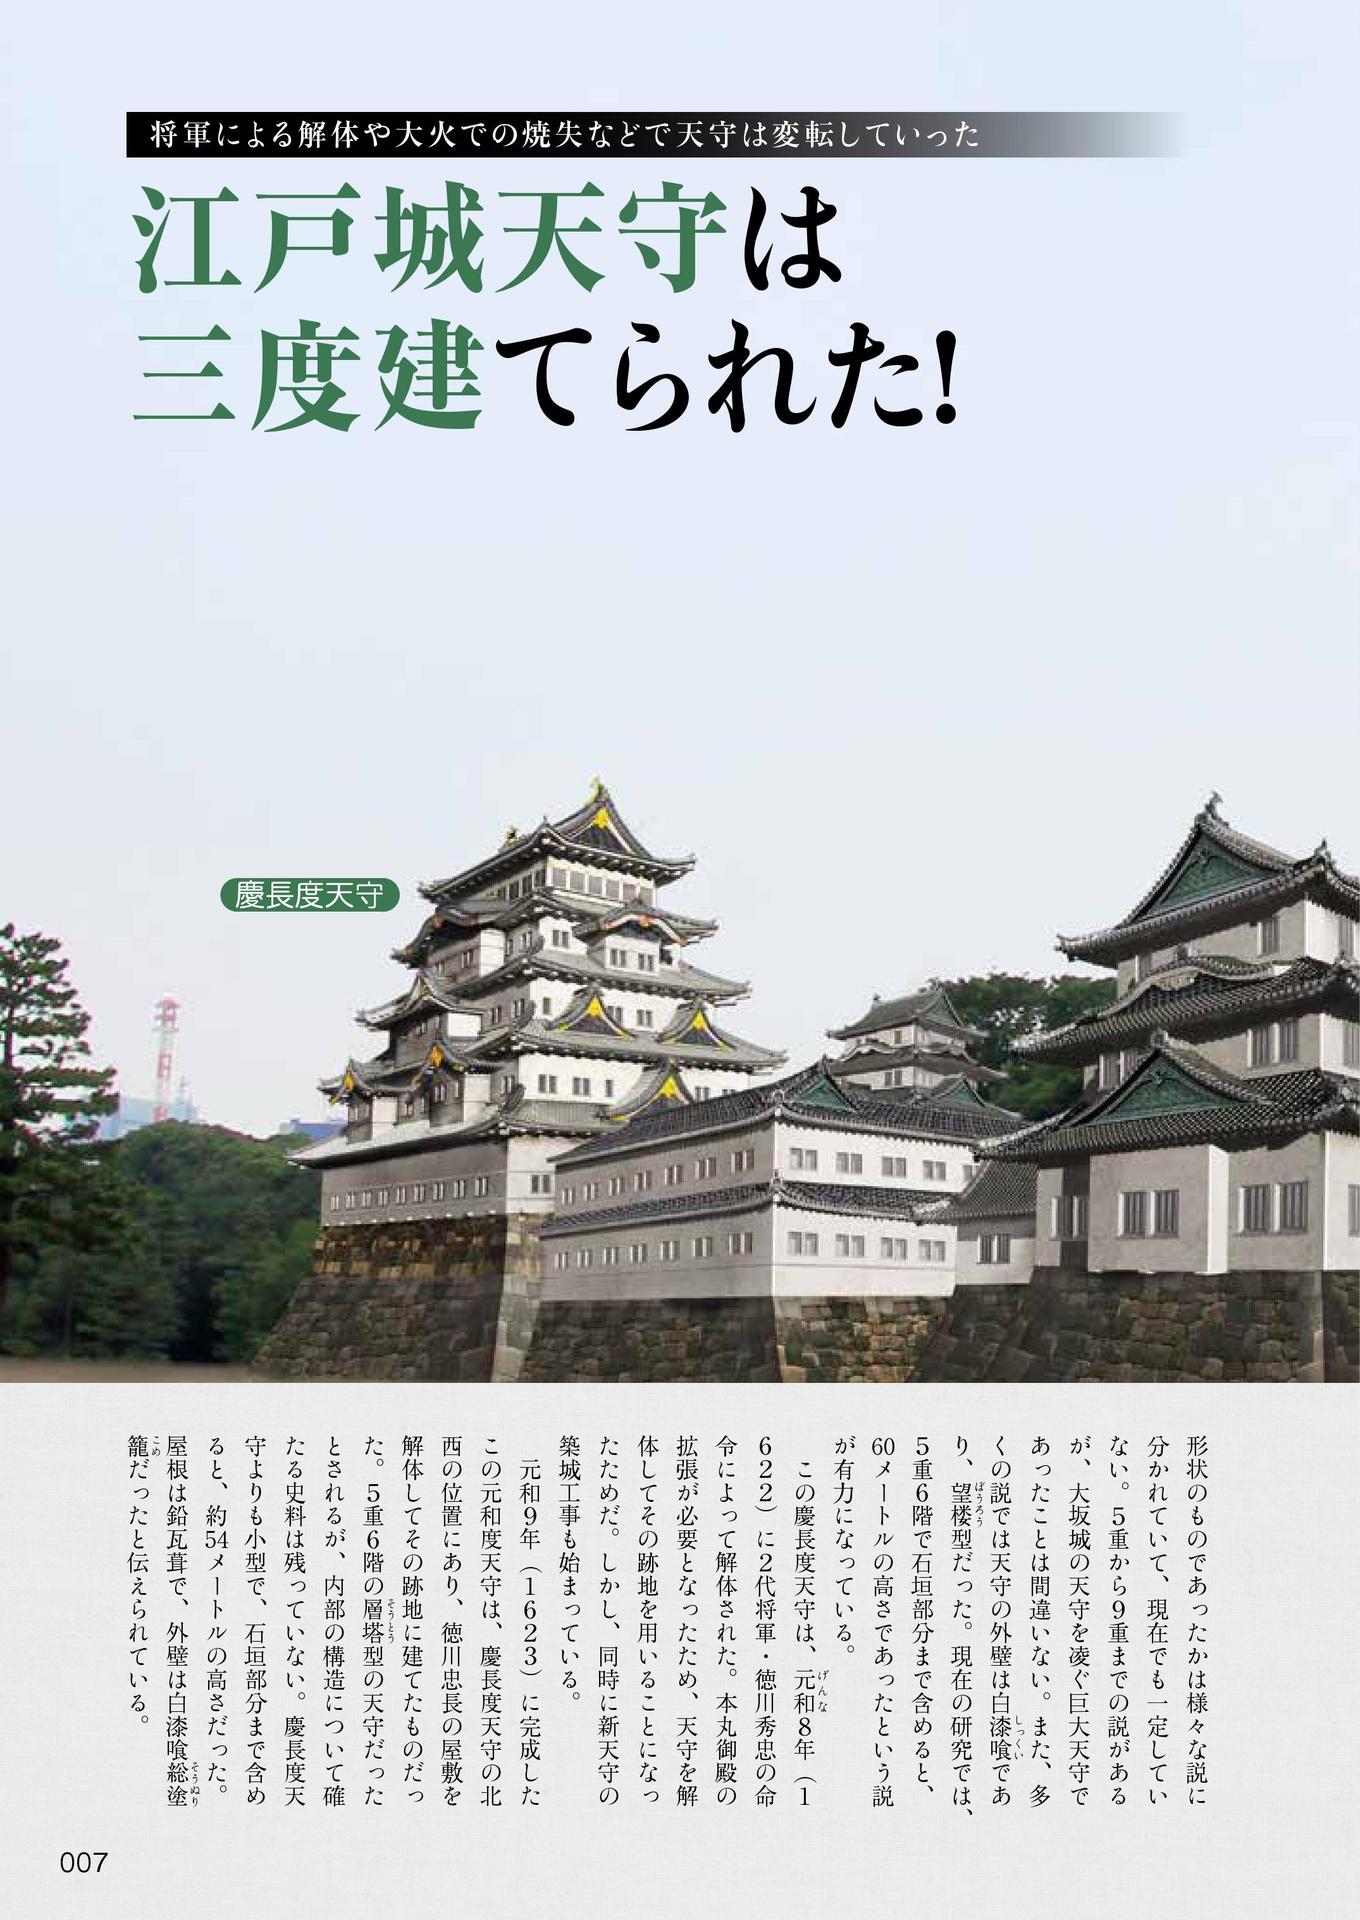 将軍による解体や大火での焼失などで天守は変転していった
江戸城天守は
三度建てられた!
慶長度天守
形状のものであったかは様々な説に
分かれていて、現在でも一定してい
ない。5重から9重までの説がある
が、大坂城の天守を凌ぐ巨大天守で
あったことは間違いない。また、多
くの説では天守の外壁は白漆喰であ
しっくい
り、望楼型だった。現在の研究では、
ぼうろう
5重6階で石垣部分まで含めると、
60メートルの高さであったという説
が有力になっている。
この慶長度天守は、元和8年（1
げんな
622）に2代将軍・徳川秀忠の命
令によって解体された。本丸御殿の
拡張が必要となったため、天守を解
体してその跡地を用いることになっ
たためだ。しかし、同時に新天守の
築城工事も始まっている。
元和9年（1623）に完成した
この元和度天守は、慶長度天守の北
西の位置にあり、徳川忠長の屋敷を
解体してその跡地に建てたものだっ
た。5重6階の層塔型の天守だった
そうとう
とされるが、内部の構造について確
たる史料は残っていない。慶長度天
守よりも小型で、石垣部分まで含め
ると、約54メートルの高さだった。
屋根は鉛瓦葺で、外壁は白漆喰総塗
そうぬり
籠だったと伝えられている。
こめ
007